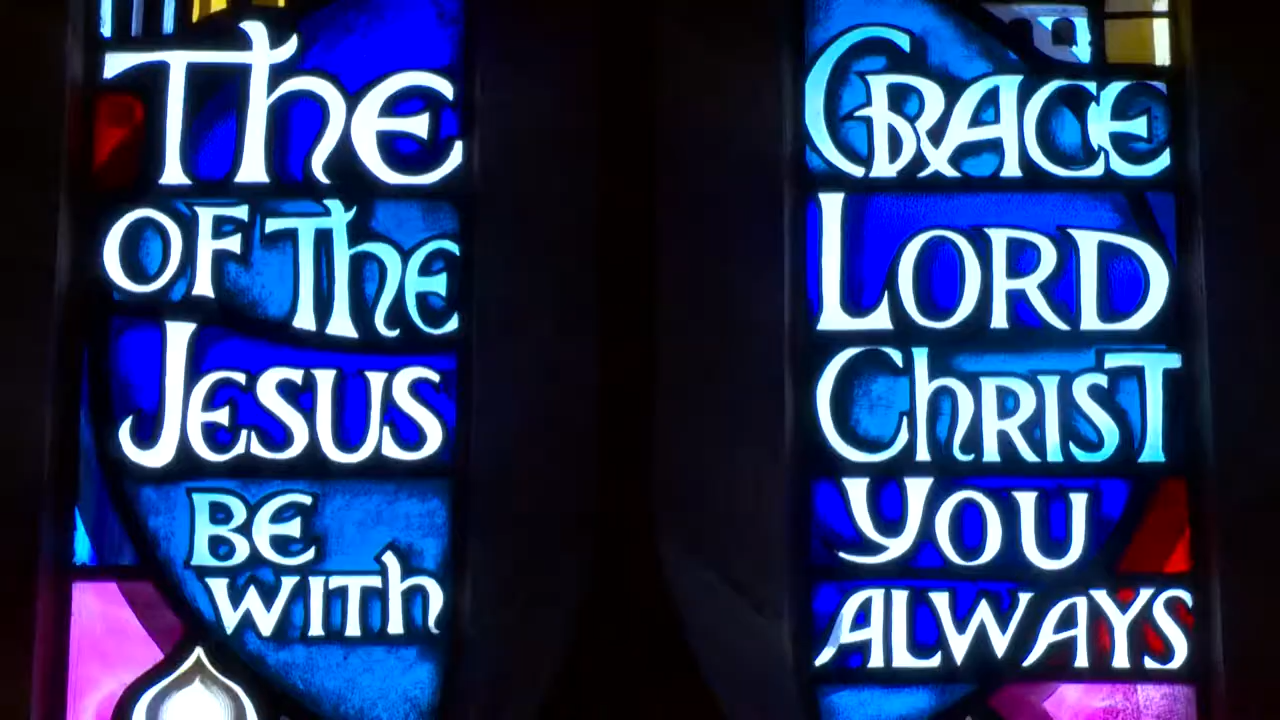 The Grace
of the Lord
Jesus Christ
be you
with always